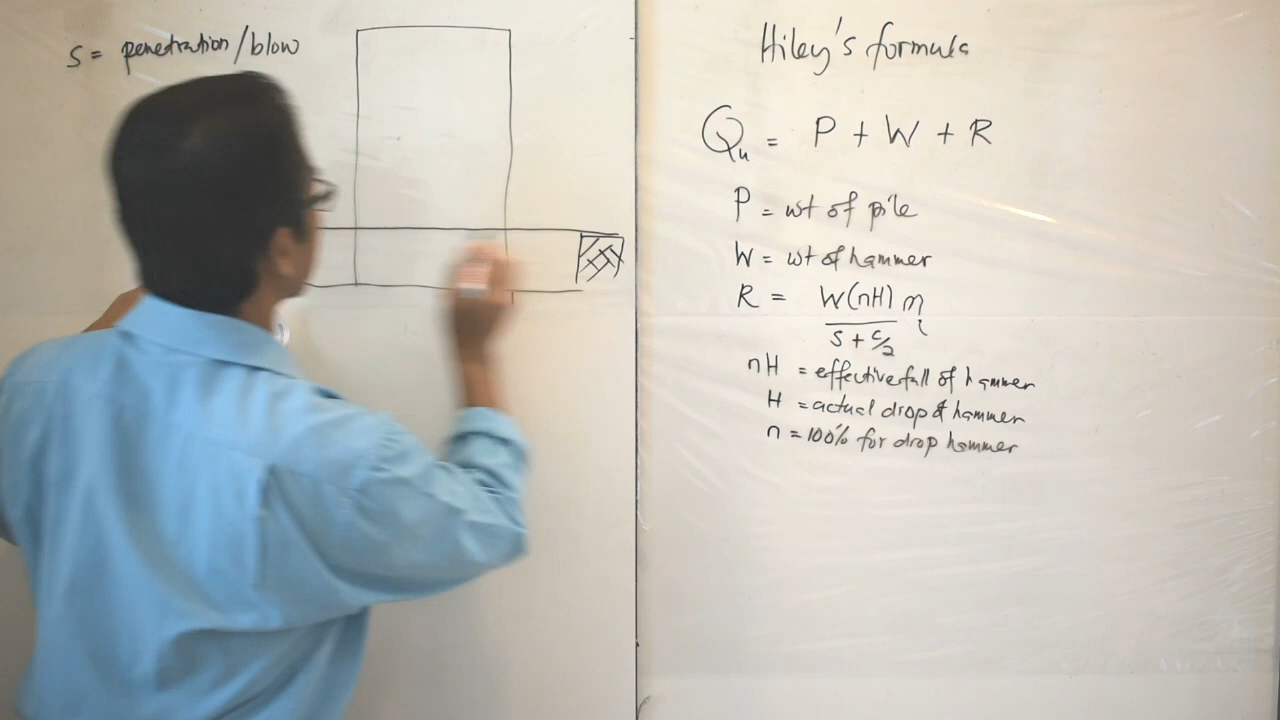 S = penetration/blow
Hiley's formula
Qu = P + W + R
P = wt of pile
W = wt of hammer
R = W(nH) η
S + C/2
nH = effective fall of hammer
H = actual drop of hammer
n = 100% for drop hammer